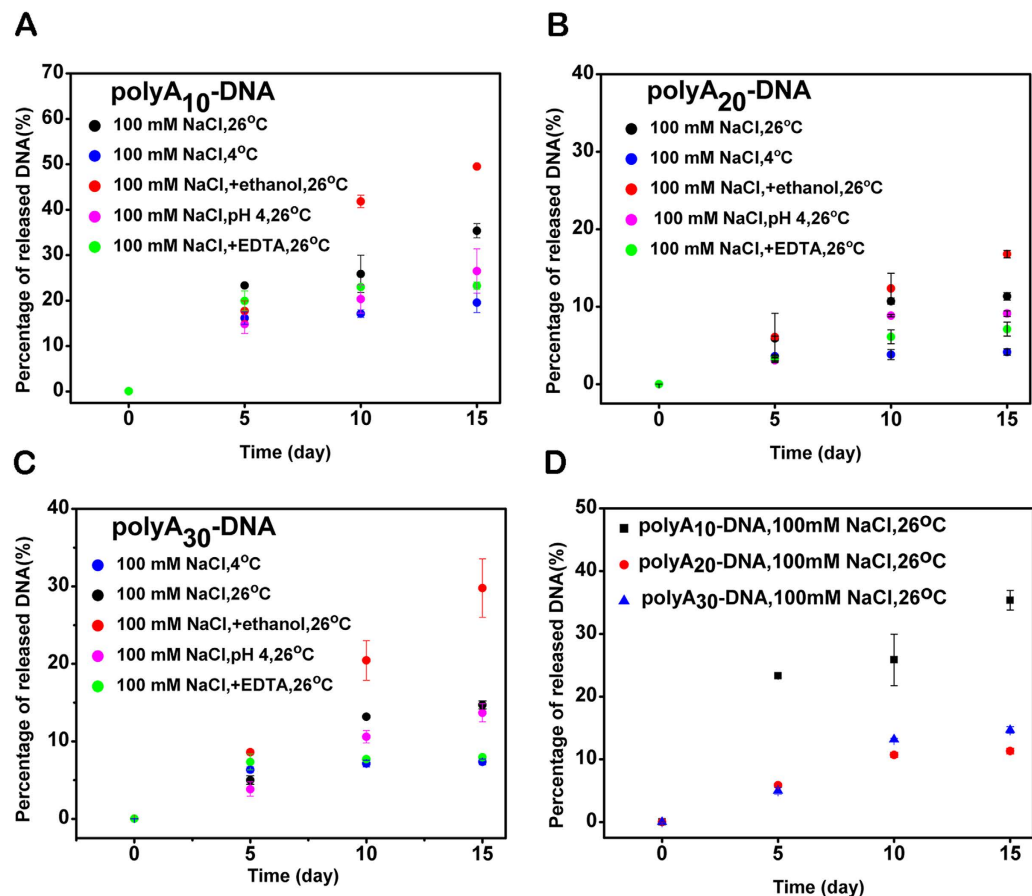 A
polyA10-DNA
100 mM NaCl,26°C
100 mM NaCl,4°C
100 mM NaCl,+ethanol,26°C
100 mM NaCl,pH 4,26°C
100 mM NaCl,+EDTA,26°C
Percentage of released DNA(%)
70
60
50
40
30
20
10
0
0 5 10 15
Time (day)
B
polyA20-DNA
100 mM NaCl,26°C
100 mM NaCl,4°C
100 mM NaCl,+ethanol,26°C
100 mM NaCl,pH 4,26°C
100 mM NaCl,+EDTA,26°C
Percentage of released DNA(%)
40
30
20
10
0
0 5 10 15
Time (day)
C
polyA30-DNA
100 mM NaCl,4°C
100 mM NaCl,26°C
100 mM NaCl,+ethanol,26°C
100 mM NaCl,pH 4,26°C
100 mM NaCl,+EDTA,26°C
Percentage of released DNA(%)
40
30
20
10
0
0 5 10 15
Time (day)
D
polyA10-DNA,100mM NaCl,26°C
polyA20-DNA,100mM NaCl,26°C
polyA30-DNA,100mM NaCl,26°C
Percentage of released DNA(%)
50
40
30
20
10
0
0 5 10 15
Time (day)